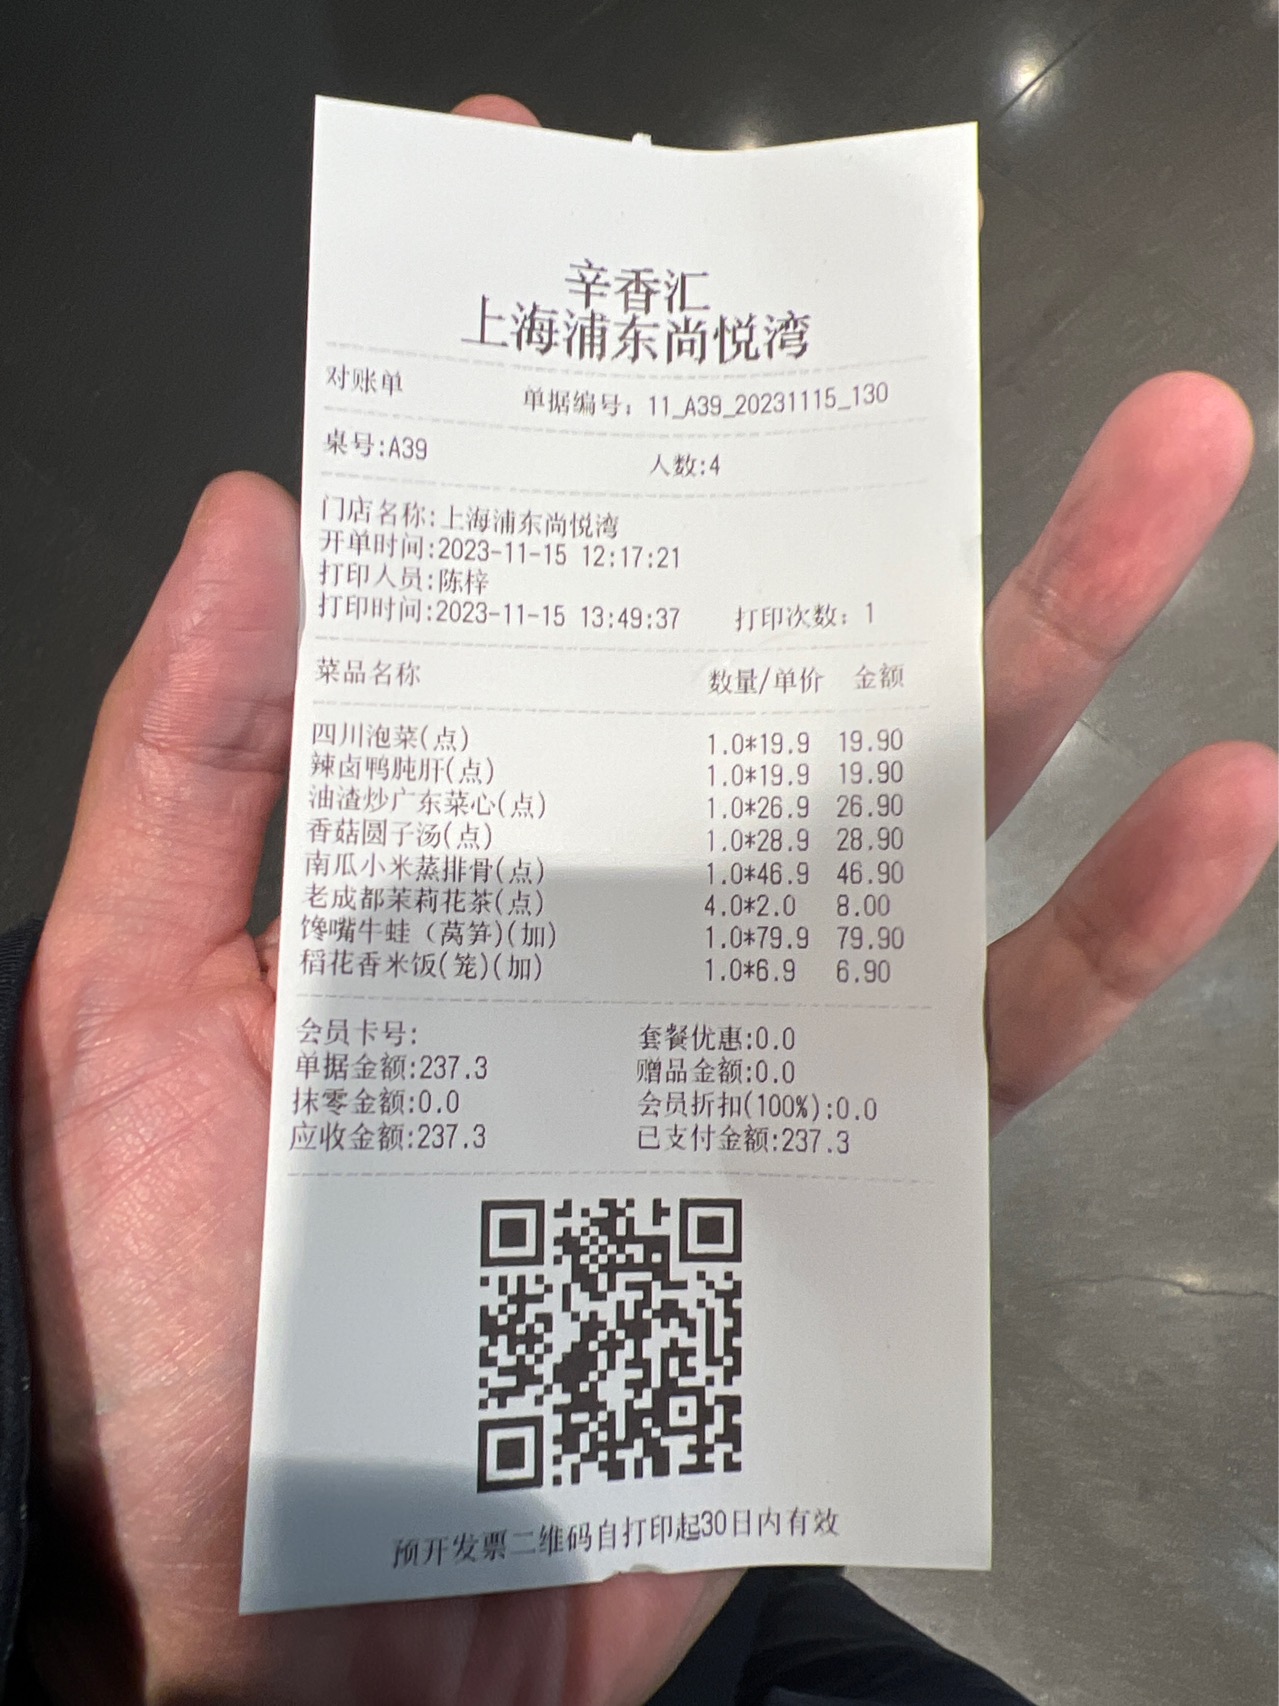 辛香汇
上海浦东尚悦湾
对账单 单据编号：11_A39_20231115_130
桌号:A39 人数:4
门店名称:上海浦东尚悦湾
开单时间:2023-11-15 12:17:21
打印人员:陈梓
打印时间:2023-11-15 13:49:37 打印次数：1
菜品名称 数量/单价 金额
四川泡菜(点) 1.0*19.9 19.90
辣卤鸭肫肝(点) 1.0*19.9 19.90
油渣炒广东菜心(点) 1.0*26.9 26.90
香菇圆子汤(点) 1.0*28.9 28.90
南瓜小米蒸排骨(点) 1.0*46.9 46.90
老成都茉莉花茶(点) 4.0*2.0 8.00
馋嘴牛蛙（莴笋)(加) 1.0*79.9 79.90
稻花香米饭(笼)(加) 1.0*6.9 6.90
会员卡号: 套餐优惠:0.0
单据金额:237.3 赠品金额:0.0
抹零金额:0.0 会员折扣(100%):0.0
应收金额:237.3 已支付金额:237.3
预开发票二维码自打印起30日内有效